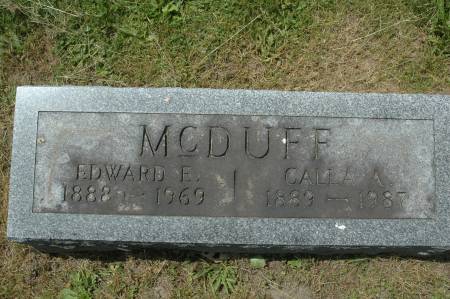 McDUFF
EDWARD E. CALLA A.
1888 – 1969 1889 – 1987